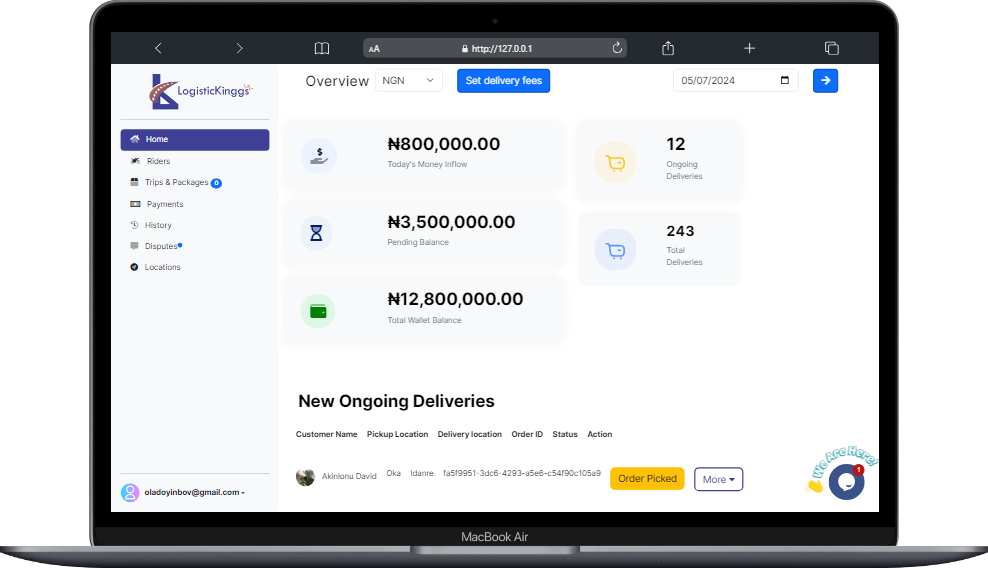 AA http://127.0.0.1
LogisticKinggs
Overview NGN Set delivery fees 05/07/2024
Home
Riders
Trips & Packages 0
Payments
History
Disputes
Locations
oladoyinbov@gmail.com
$
₦800,000.00
Today's Money Inflow
12
Ongoing
Deliveries
₦3,500,000.00
Pending Balance
243
Total
Deliveries
₦12,800,000.00
Total Wallet Balance
New Ongoing Deliveries
Customer Name Pickup Location Delivery location Order ID Status Action
Akinlonu David Oka Idanre fa5f9951-3dc6-4293-a5e6-c54f90c105a9 Order Picked More
We Are Here!
1
MacBook Air